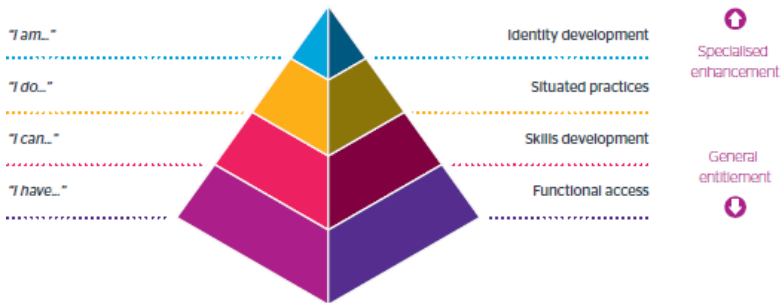 "I am..."
Identity development
"I do..."
Situated practices
"I can..."
Skills development
"I have..."
Functional access
Specialised
enhancement
General
entitlement